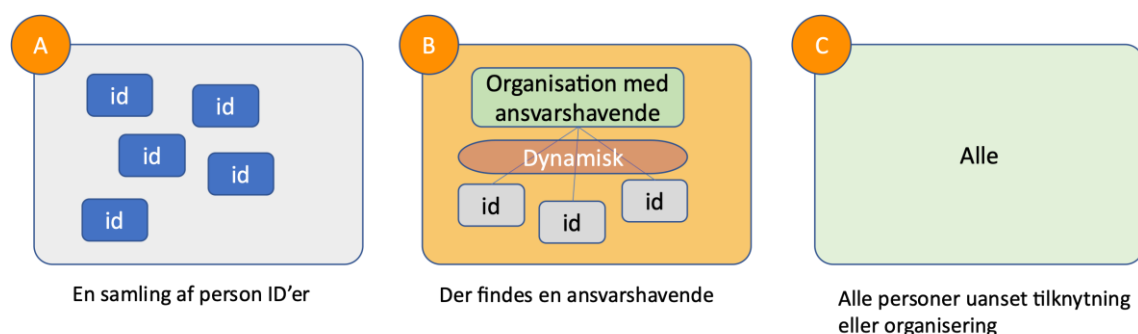 A
id
id
id
id
id
En samling af person ID’er
B
Organisation med
ansvarshavende
Dynamisk
id
id
id
Der findes en ansvarshavende
C
Alle
Alle personer uanset tilknytning
eller organisering